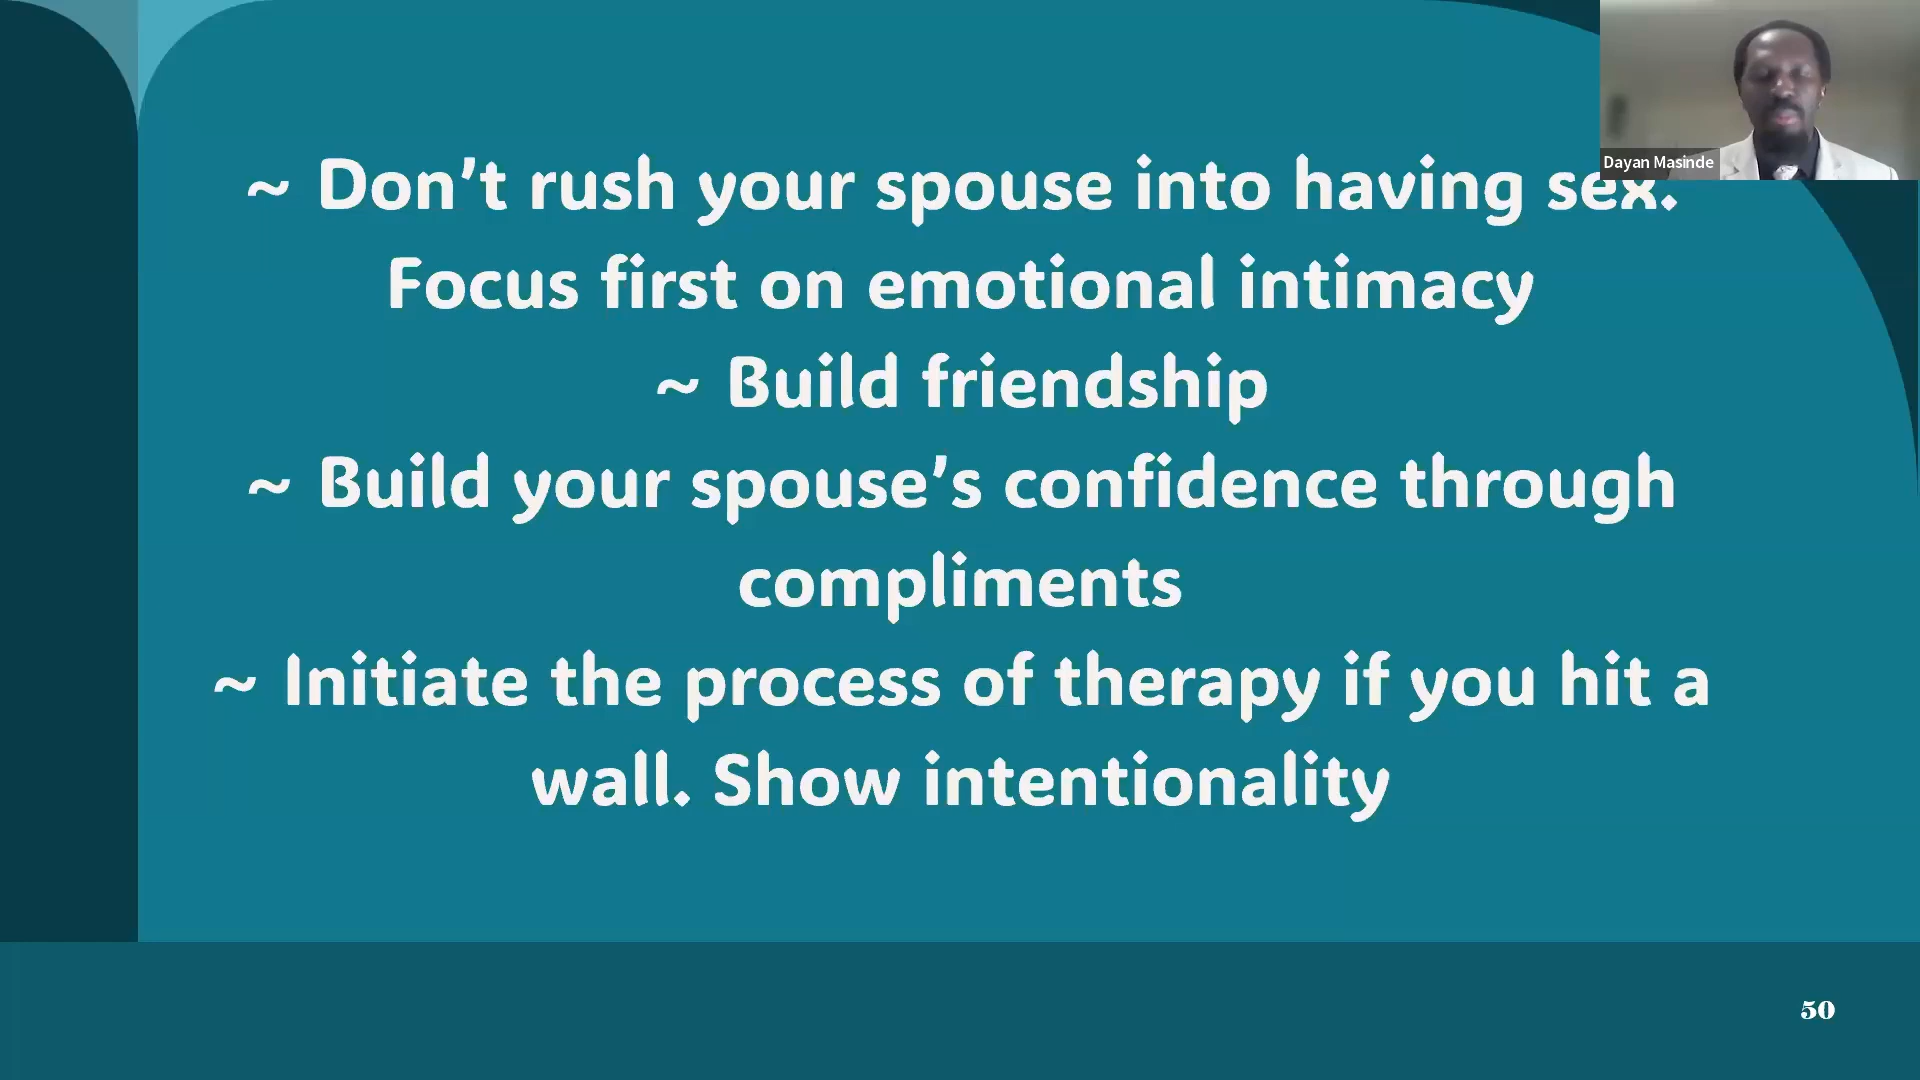 ~ Don't rush your spouse into having sex.
Focus first on emotional intimacy
~ Build friendship
~ Build your spouse's confidence through
compliments
~ Initiate the process of therapy if you hit a
wall. Show intentionality
Dayan Masinde
50